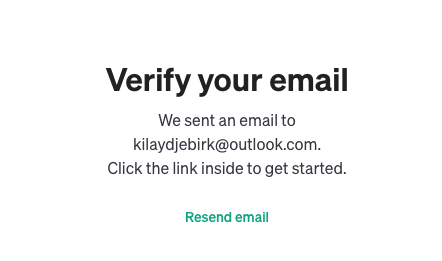 Verify your email
We sent an email to
kilaydjebirk@outlook.com.
Click the link inside to get started.
Resend email